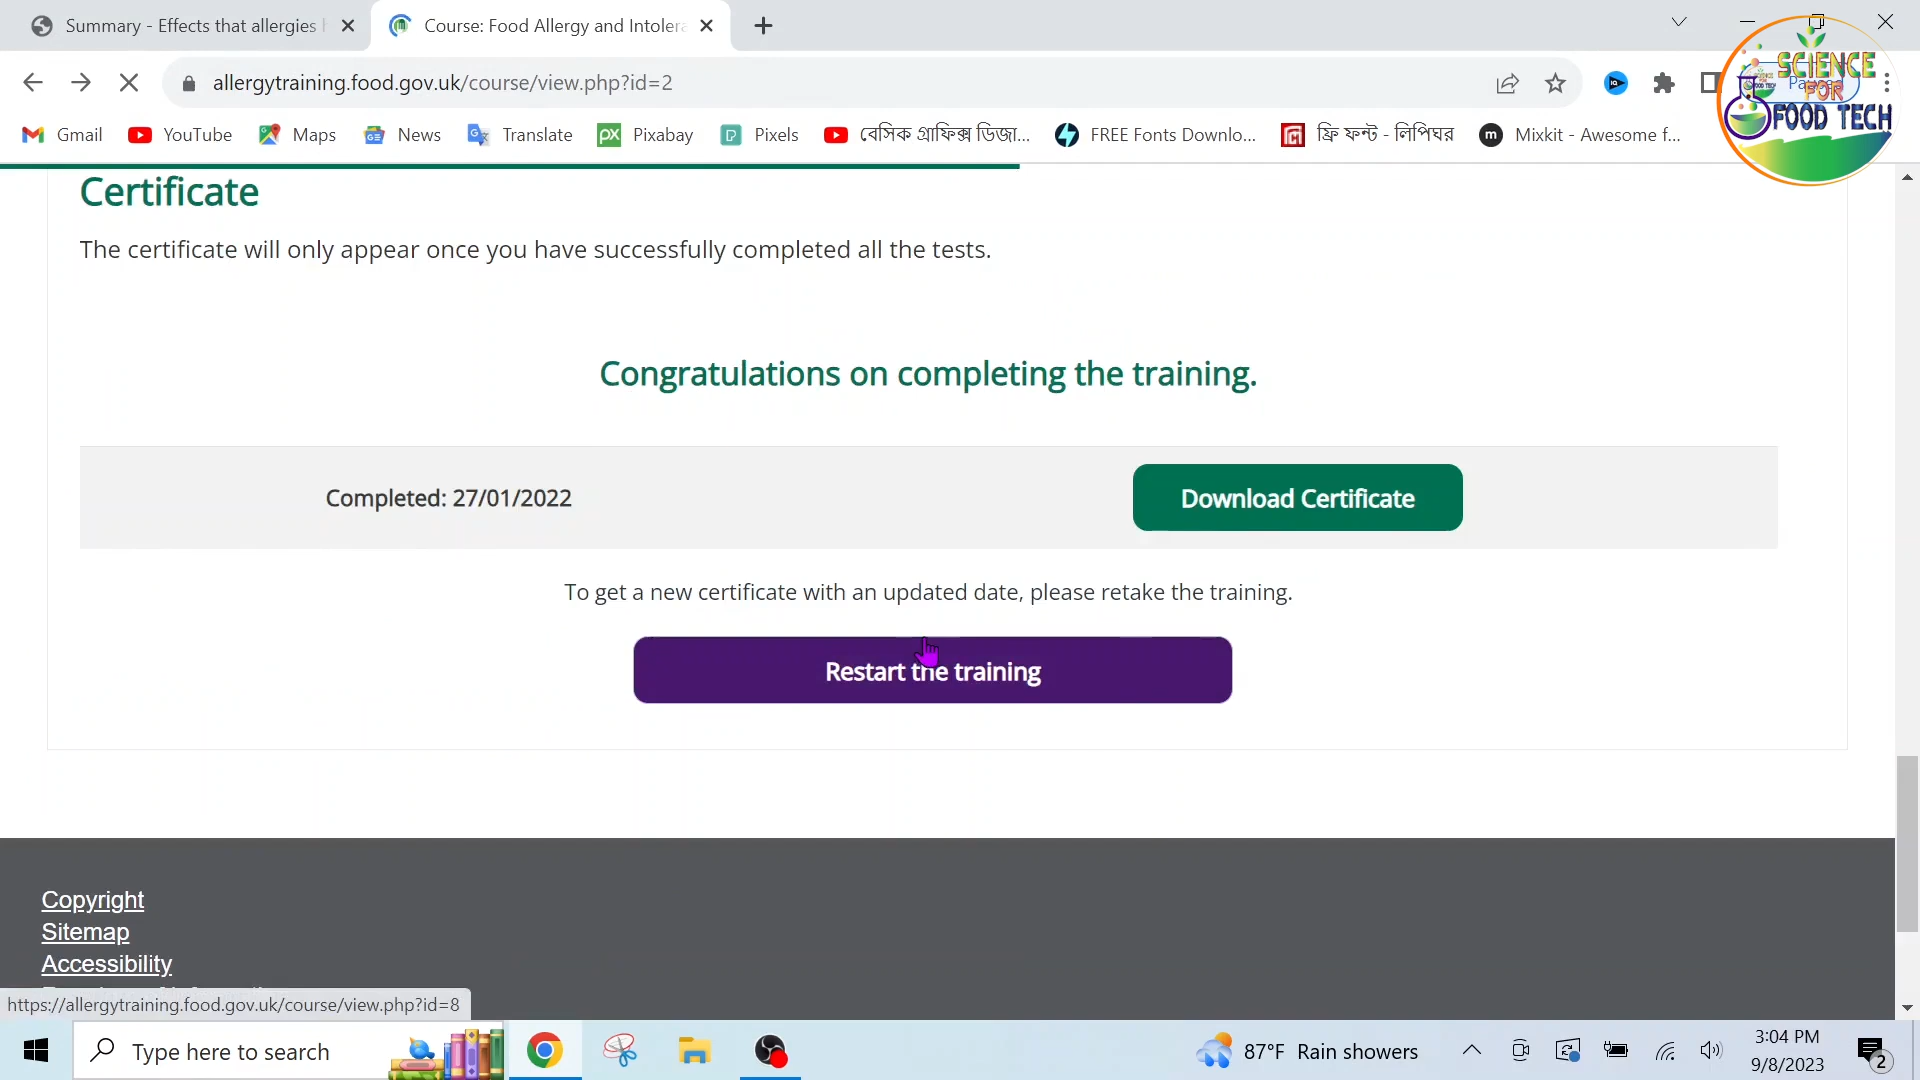 Summary - Effects that allergies
Course: Food Allergy and Intolera
allergytraining.food.gov.uk/course/view.php?id=2
Gmail
YouTube
Maps
News
Translate
Pixabay
Pixels
বেসিক গ্রাফিক্স ডিজা...
FREE Fonts Downlo...
ফ্রি ফন্ট - লিপিঘর
Mixkit - Awesome f...
SCIENCE
FOR
FOOD TECH
Certificate
The certificate will only appear once you have successfully completed all the tests.
Congratulations on completing the training.
Completed: 27/01/2022
Download Certificate
To get a new certificate with an updated date, please retake the training.
Restart the training
Copyright
Sitemap
Accessibility
https://allergytraining.food.gov.uk/course/view.php?id=8
Type here to search
87°F Rain showers
3:04 PM
9/8/2023
2